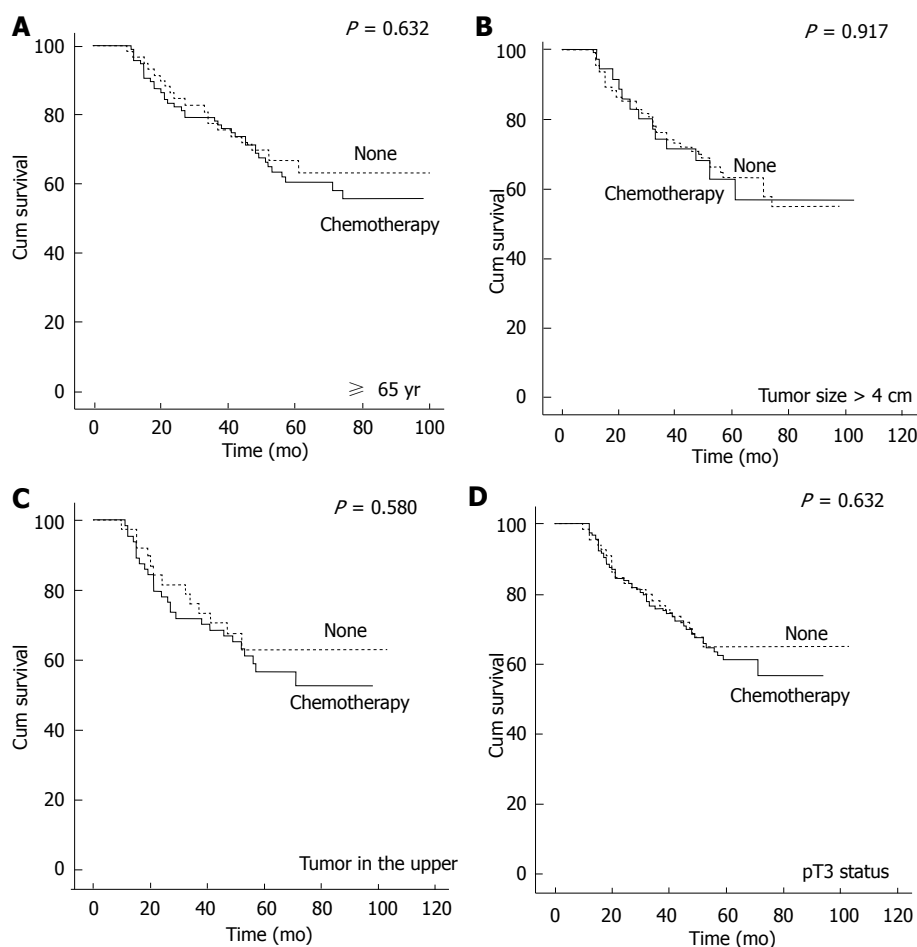 A
P = 0.632
100
80
60
40
20
0
Cum survival
None
Chemotherapy
⩾ 65 yr
0 20 40 60 80 100
Time (mo)
B
P = 0.917
100
80
60
40
20
0
Cum survival
None
Chemotherapy
Tumor size > 4 cm
0 20 40 60 80 100 120
Time (mo)
C
P = 0.580
100
80
60
40
20
0
Cum survival
None
Chemotherapy
Tumor in the upper
0 20 40 60 80 100 120
Time (mo)
D
P = 0.632
100
80
60
40
20
0
Cum survival
None
Chemotherapy
pT3 status
0 20 40 60 80 100 120
Time (mo)